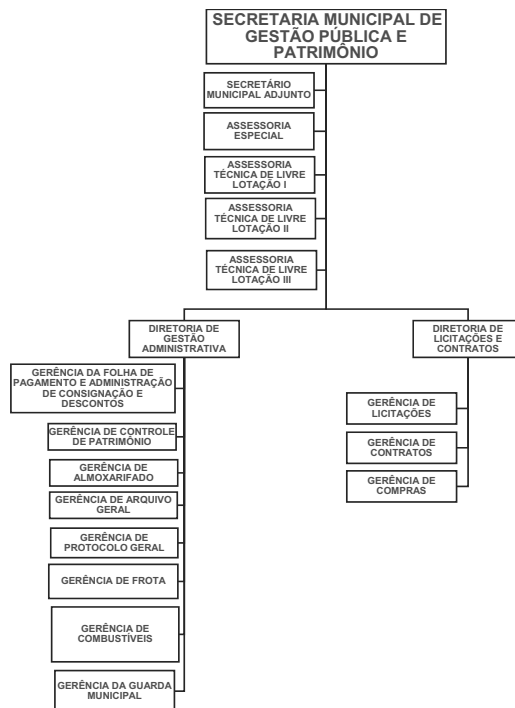 SECRETARIA MUNICIPAL DE
GESTÃO PÚBLICA E
PATRIMÔNIO
SECRETÁRIO
MUNICIPAL ADJUNTO
ASSESSORIA
ESPECIAL
ASSESSORIA
TÉCNICA DE LIVRE
LOTAÇÃO I
ASSESSORIA
TÉCNICA DE LIVRE
LOTAÇÃO II
ASSESSORIA
TÉCNICA DE LIVRE
LOTAÇÃO III
DIRETORIA DE
GESTÃO
ADMINISTRATIVA
GERÊNCIA DA FOLHA DE
PAGAMENTO E ADMINISTRAÇÃO
DE CONSIGNAÇÃO E
DESCONTOS
GERÊNCIA DE CONTROLE
DE PATRIMÔNIO
GERÊNCIA DE
ALMOXARIFADO
GERÊNCIA DE ARQUIVO
GERAL
GERÊNCIA DE
PROTOCOLO GERAL
GERÊNCIA DE FROTA
GERÊNCIA DE
COMBUSTÍVEIS
GERÊNCIA DA GUARDA
MUNICIPAL
DIRETORIA DE
LICITAÇÕES E
CONTRATOS
GERÊNCIA DE
LICITAÇÕES
GERÊNCIA DE
CONTRATOS
GERÊNCIA DE
COMPRAS